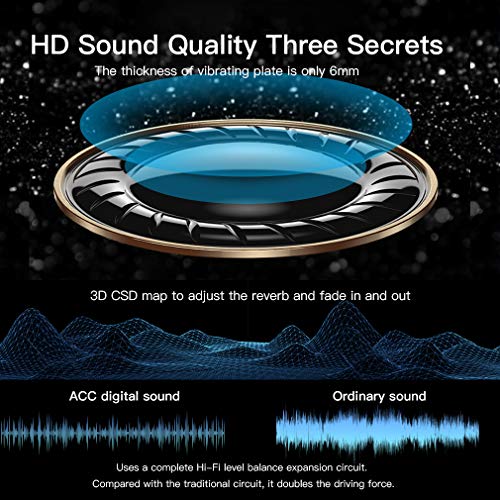 HD Sound Quality Three Secrets
The thickness of vibrating plate is only 6mm
3D CSD map to adjust the reverb and fade in and out
ACC digital sound
Ordinary sound
Uses a complete Hi-Fi level balance expansion circuit.
Compared with the traditional circuit, it doubles the driving force.